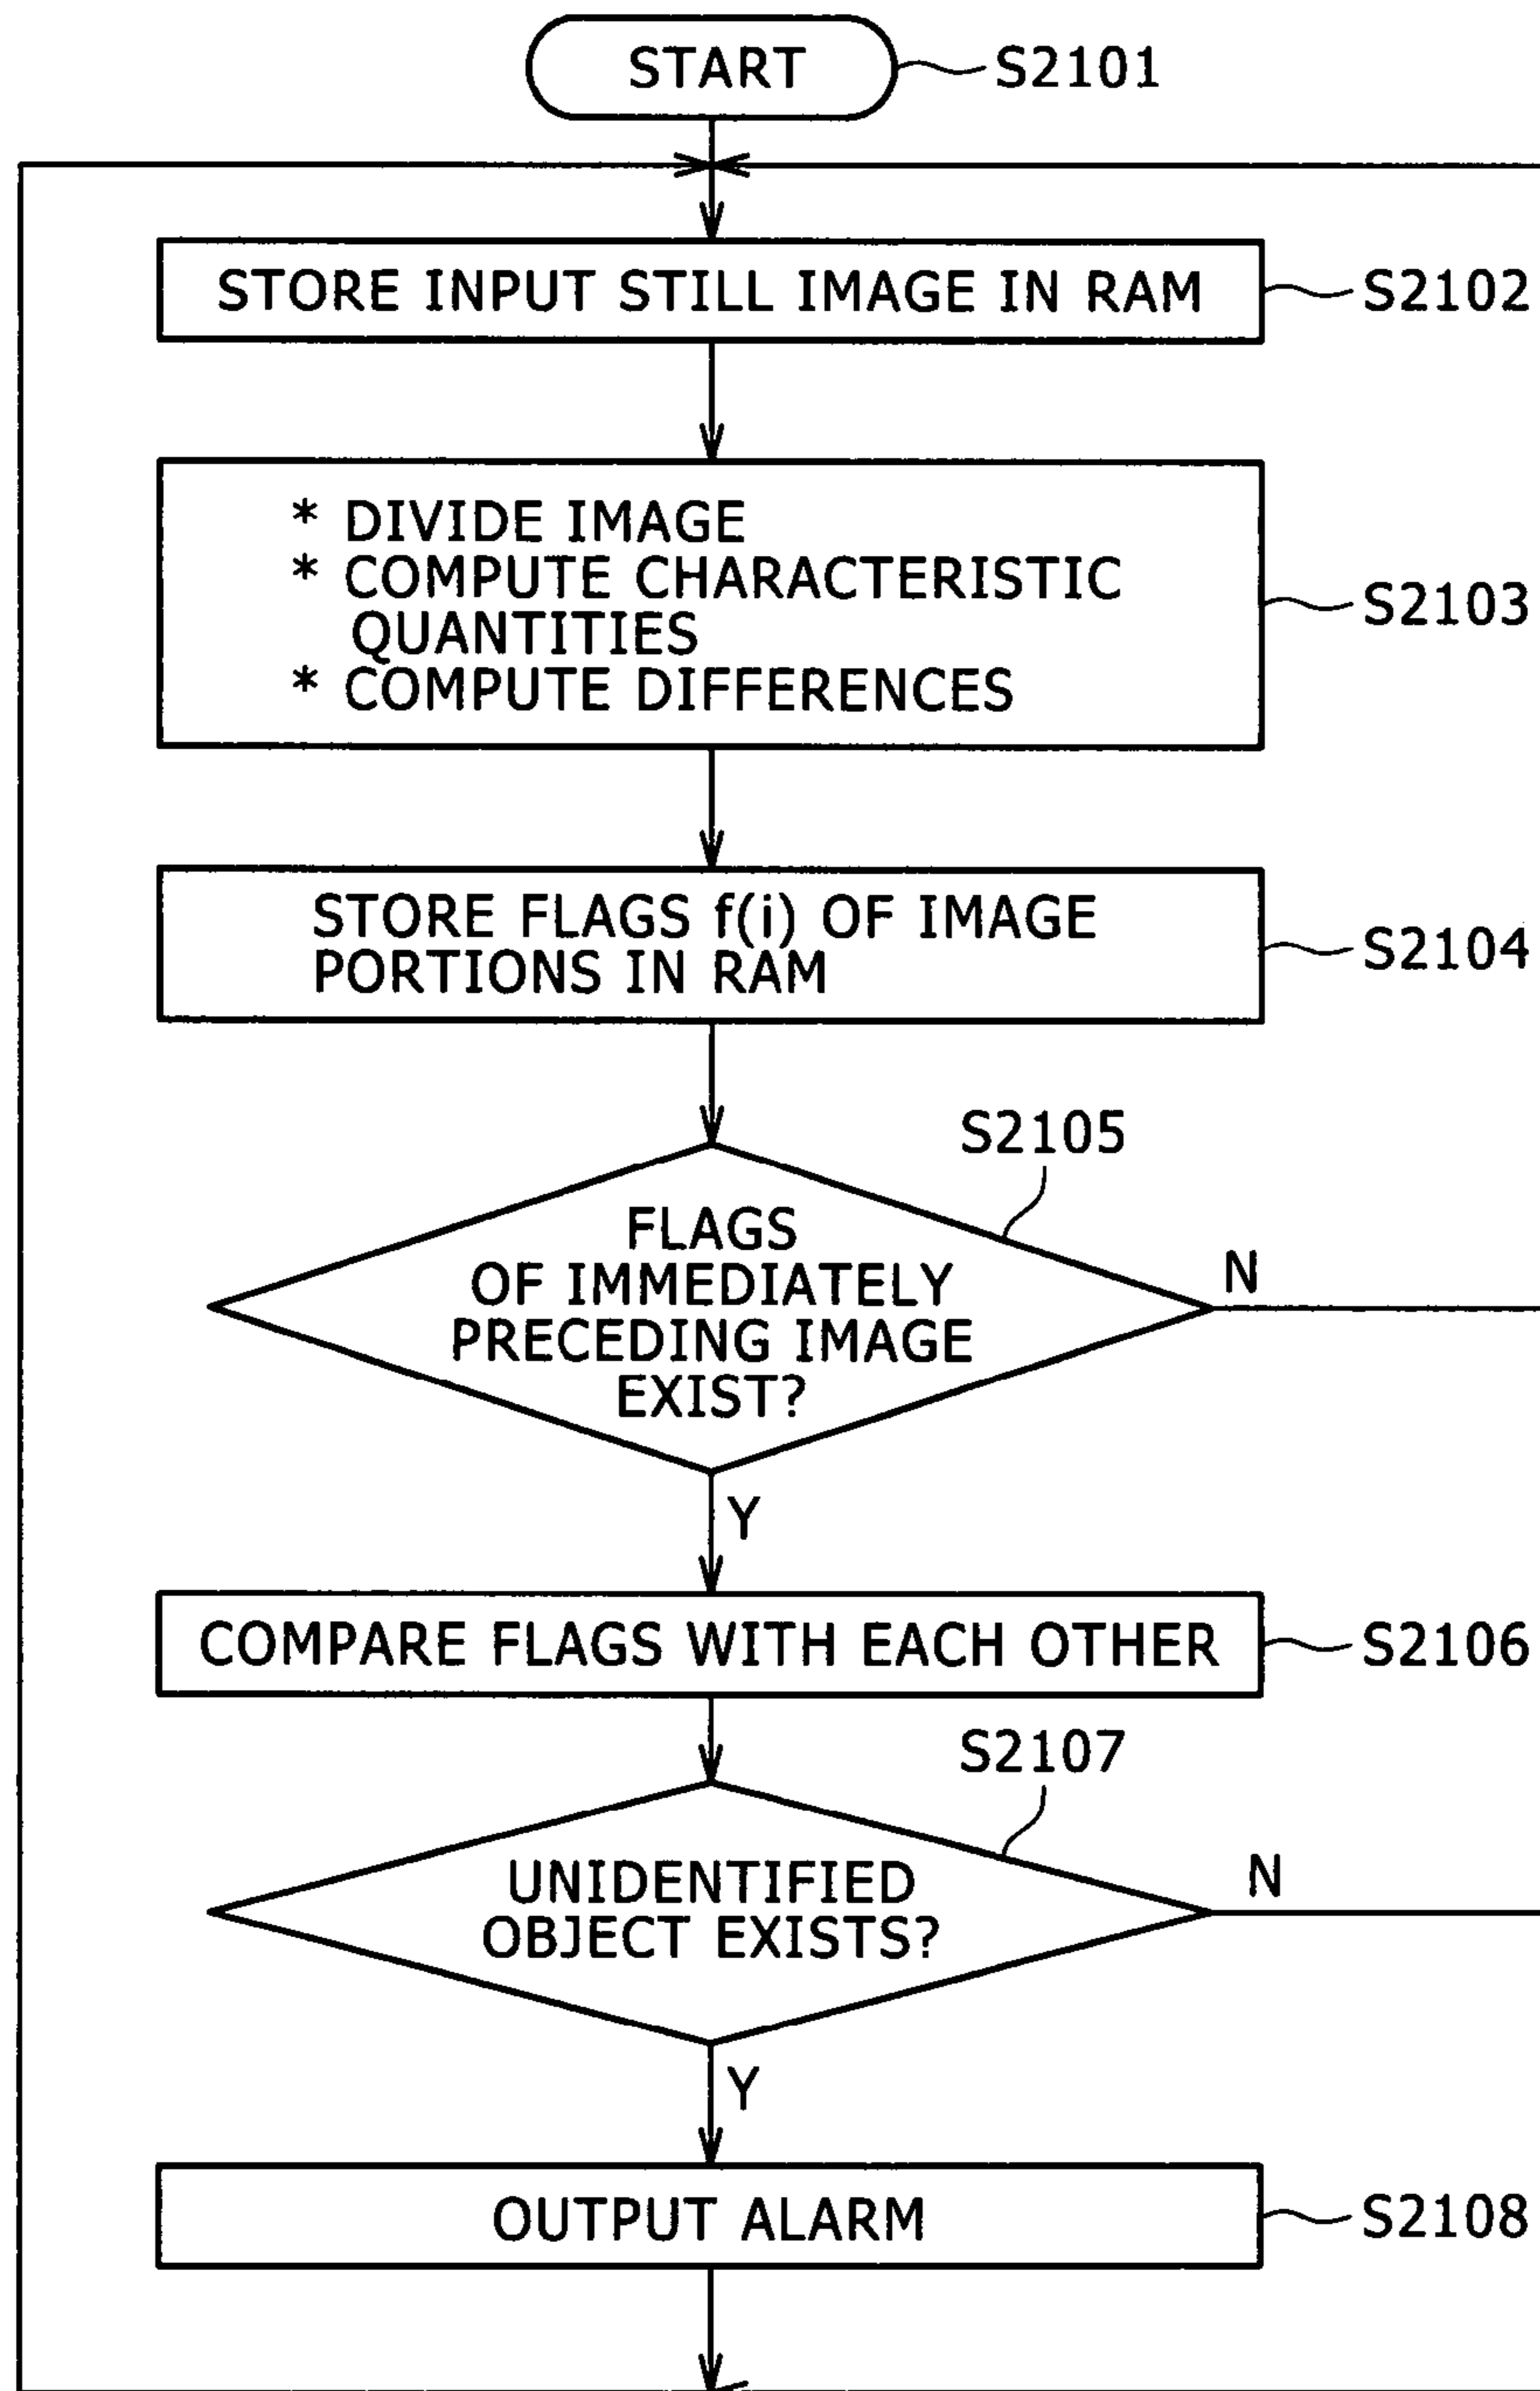 START
S2101
STORE INPUT STILL IMAGE IN RAM
S2102
* DIVIDE IMAGE
* COMPUTE CHARACTERISTIC
QUANTITIES
* COMPUTE DIFFERENCES
S2103
STORE FLAGS f(i) OF IMAGE
PORTIONS IN RAM
S2104
S2105
FLAGS
OF IMMEDIATELY
PRECEDING IMAGE
EXIST?
N
Y
COMPARE FLAGS WITH EACH OTHER
S2106
S2107
UNIDENTIFIED
OBJECT EXISTS?
N
Y
OUTPUT ALARM
S2108